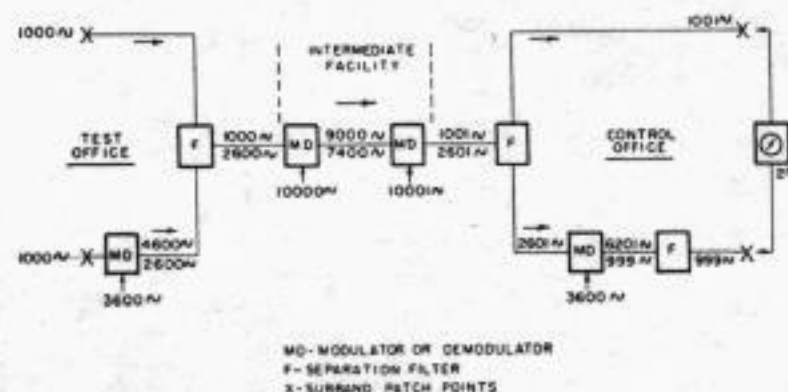 1000~
1001~
INTERMEDIATE
FACILITY
TEST
OFFICE
F
1000~
2600~
MD
9000~
7400~
MD
1001~
2601~
F
CONTROL
OFFICE
10000~
10001~
1000~
MD
4600~
2600~
3600~
2601~
MD
6201~
999~
F
999~
3600~
MD-MODULATOR OR DEMODULATOR
F-SEPARATION FILTER
X-SUBBAND PATCH POINTS